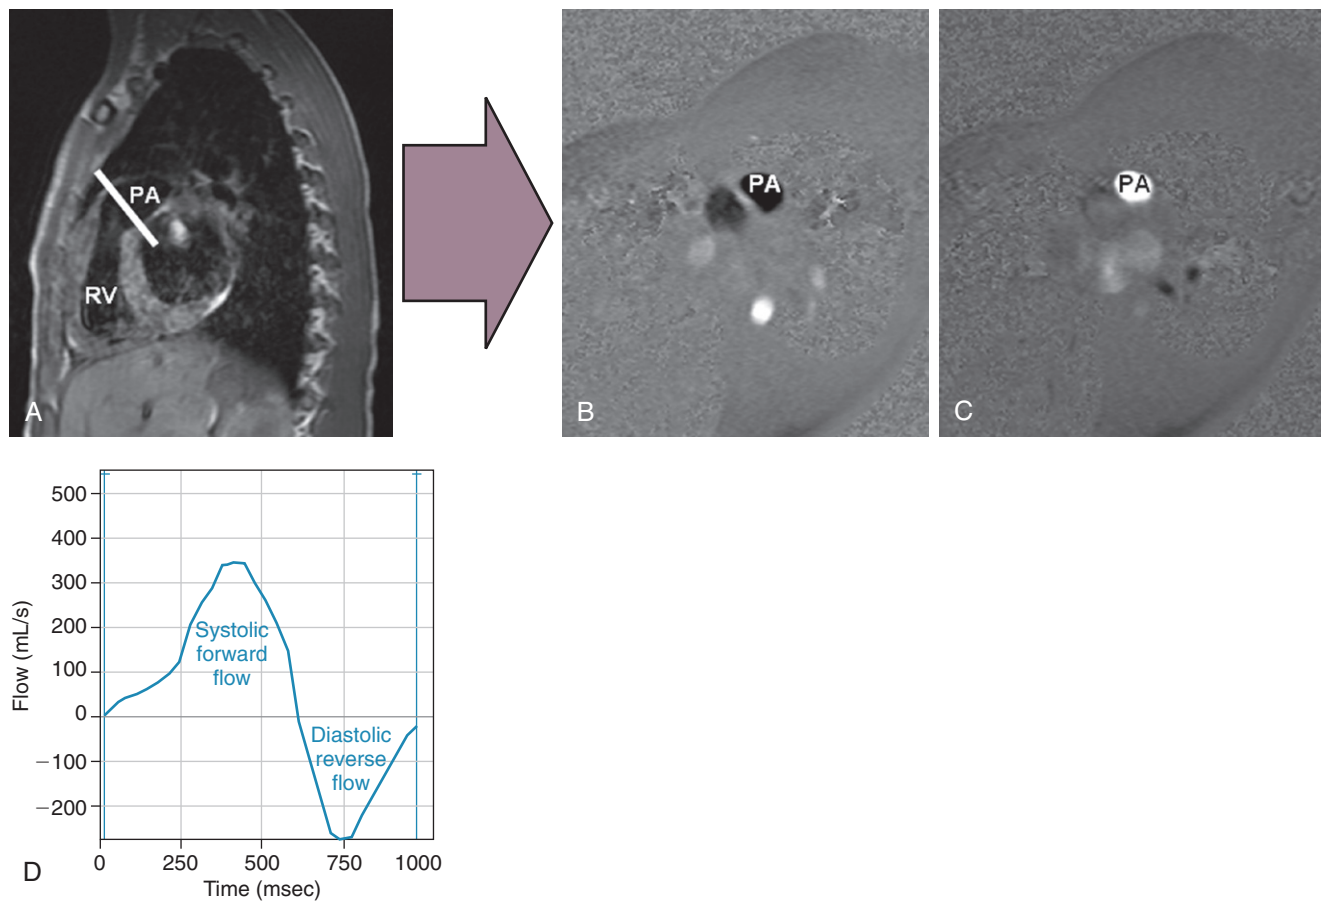 PA
RV
A
PA
B
PA
C
500
400
300
200
100
0
−100
−200
Flow (mL/s)
Systolic
forward
flow
Diastolic
reverse
flow
0 250 500 750 1000
Time (msec)
D